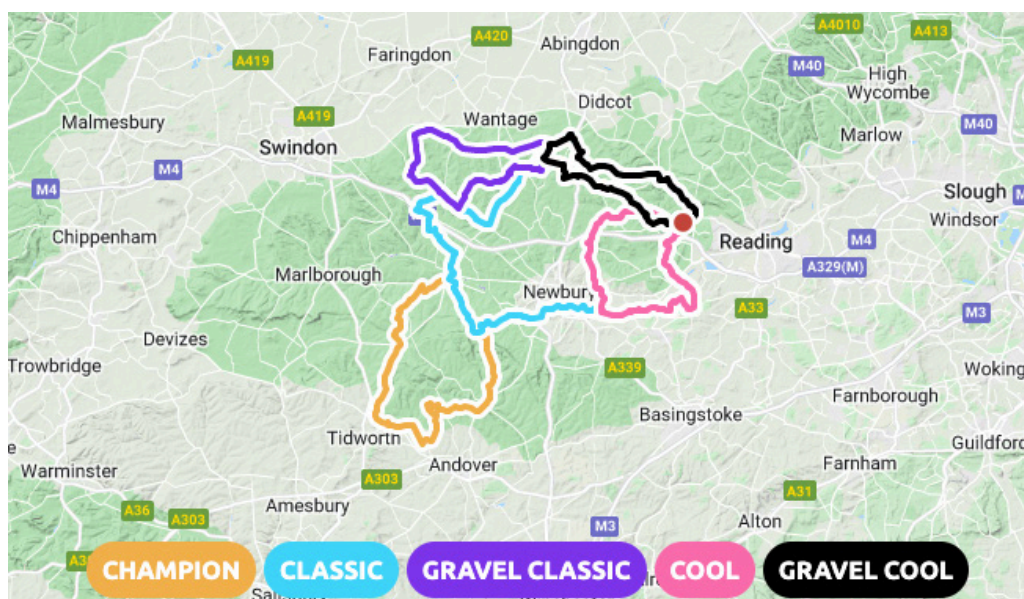 A4010
A413
A420
Abingdon
Faringdon
A419
M40
High
Wycombe
Didcot
A419
Wantage
Malmesbury
M40
Marlow
Swindon
M4
M4
Slough
Windsor
Chippenham
Reading
M4
A329(M)
Marlborough
Newbury
A33
M3
Devizes
Trowbridge
A339
Woking
Farnborough
Basingstoke
Tidworth
Guildford
Andover
Farnham
Warminster
A303
A31
Amesbury
A36
A303
Alton
M3
CHAMPION
CLASSIC
GRAVEL CLASSIC
COOL
GRAVEL COOL